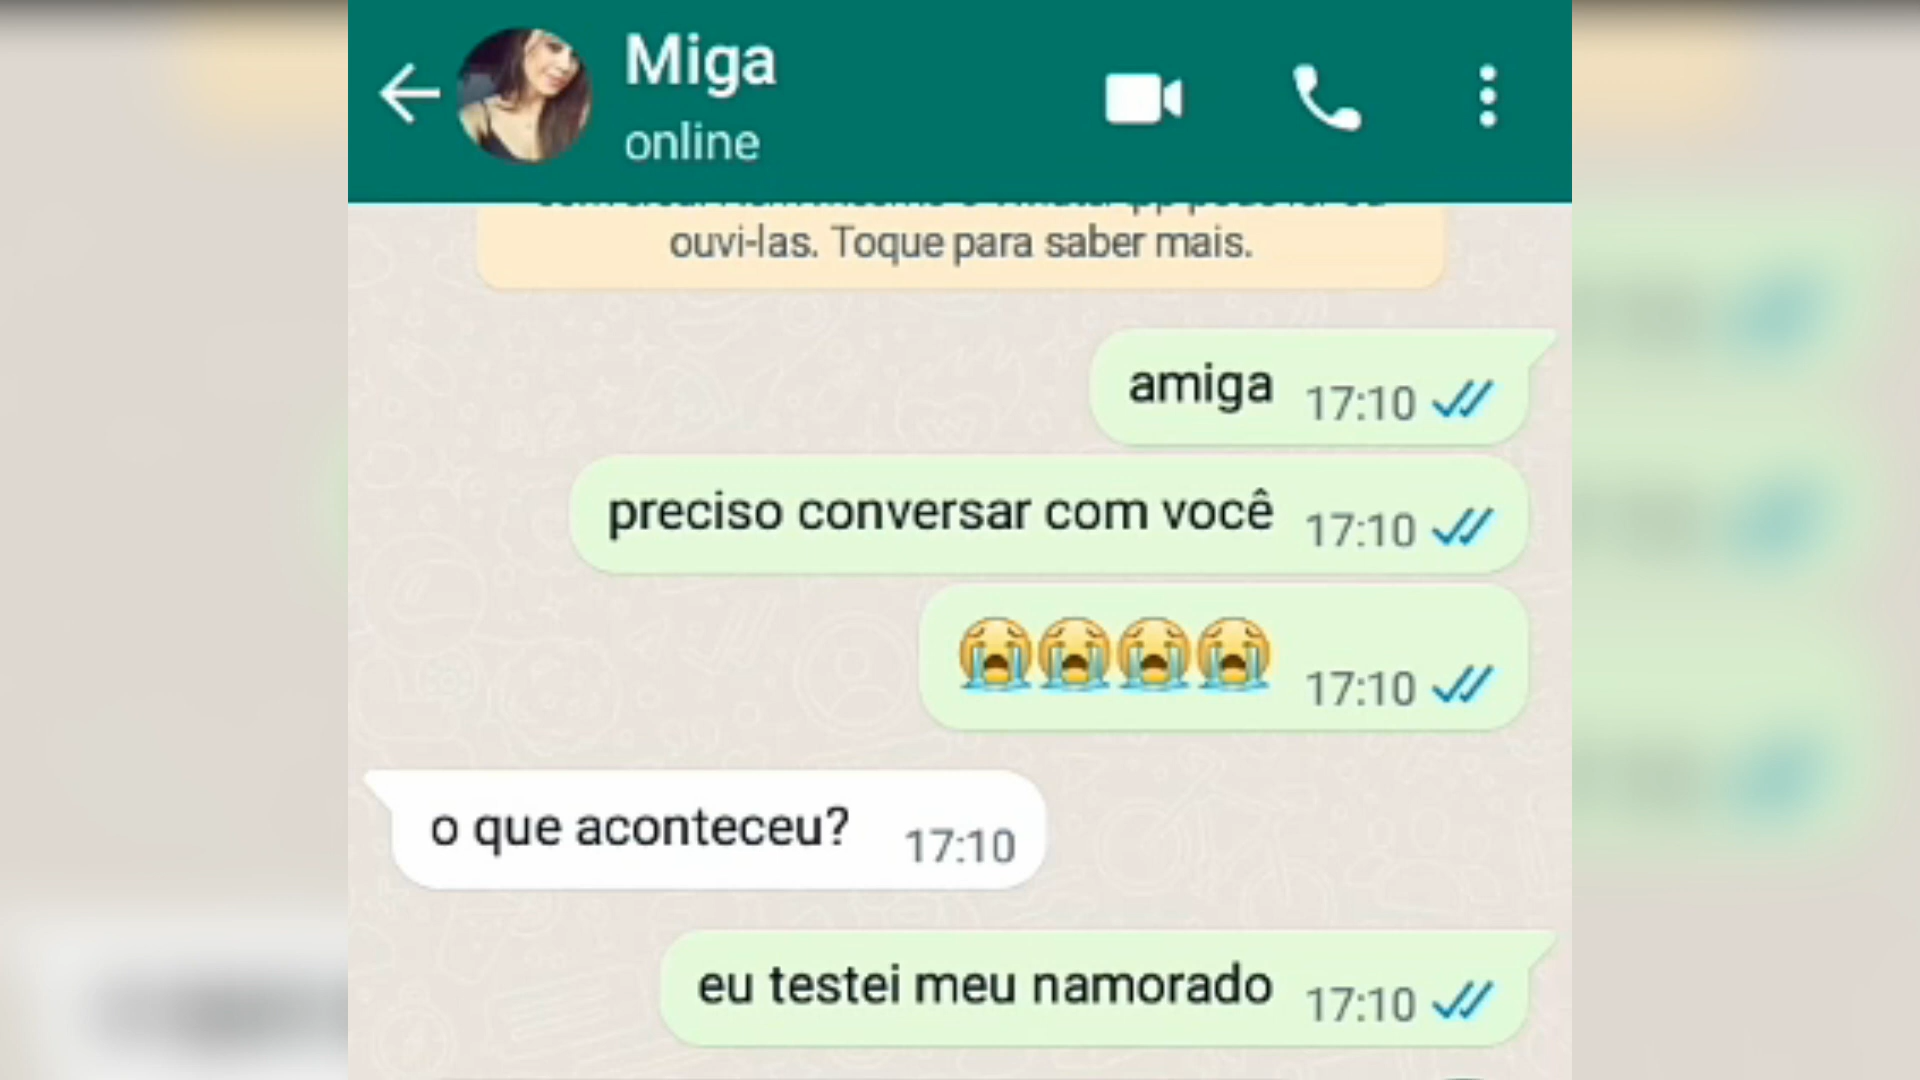 Miga
online
ouvi-las. Toque para saber mais.
amiga 17:10
preciso conversar com você 17:10
😭😭😭😭 17:10
o que aconteceu? 17:10
eu testei meu namorado 17:10